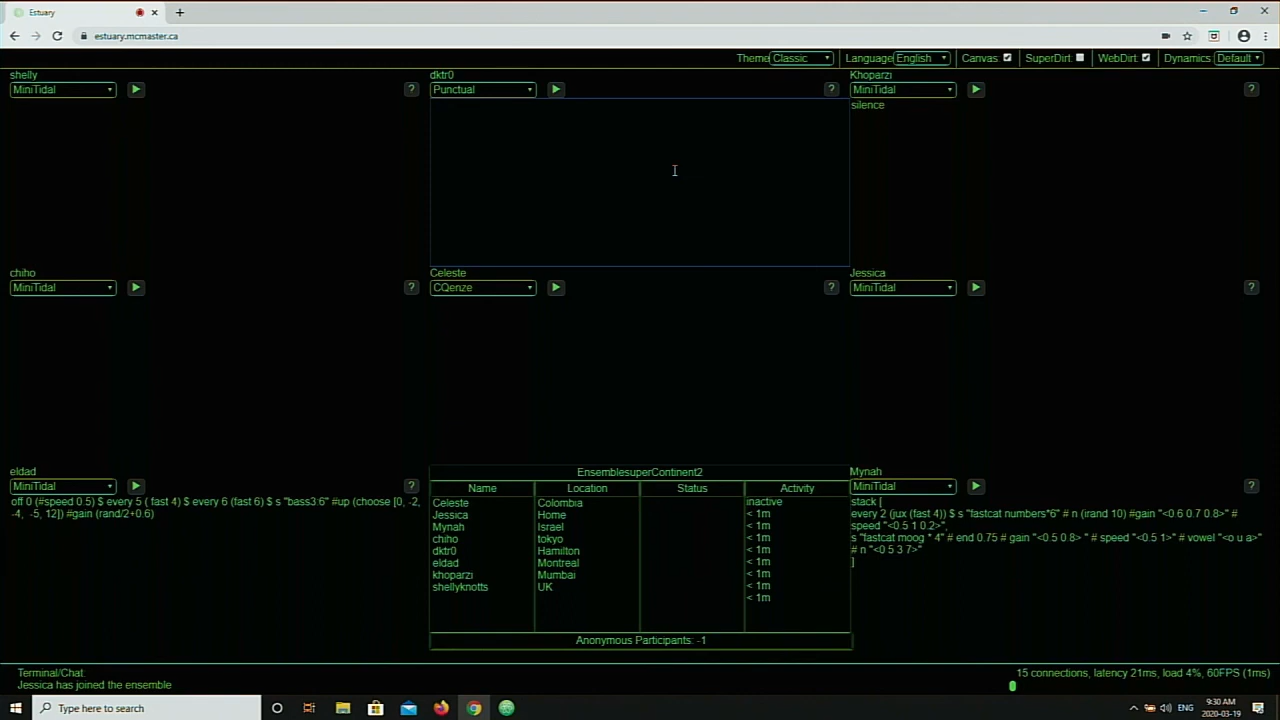 Estuary
estuary.mcmaster.ca
Theme Classic Language English Canvas SuperDirt: WebDirt: Dynamics Default
shelly
MiniTidal
?
dktr0
Punctual
?
Khoparzi
MiniTidal
?
silence
chiho
MiniTidal
?
Celeste
CQenze
?
Jessica
MiniTidal
?
eldad
MiniTidal
?
off 0 (#speed 0.5) $ every 5 ( fast 4) $ every 6 (fast 6) $ s "bass3:6" #up (choose [0, -2,
-4, -5, 12]) #gain (rand/2+0.6)
EnsemblesuperContinent2
Name Location Status Activity
Celeste Colombia inactive
Jessica Home < 1m
Mynah Israel < 1m
chiho tokyo < 1m
dktr0 Hamilton < 1m
eldad Montreal < 1m
khoparzi Mumbai < 1m
shellyknotts UK < 1m
< 1m
Anonymous Participants: -1
Mynah
MiniTidal
?
stack [
every 2 (jux (fast 4)) $ s "fastcat numbers*6" # n (irand 10) #gain "<0.6 0.7 0.8>" #
speed "<0.5 1 0.2>",
s "fastcat moog * 4" # end 0.75 # gain "<0.5 0.8> " # speed "<0.5 1>" # vowel "<o u a>"
# n "<0 5 3 7>"
]
Terminal/Chat:
Jessica has joined the ensemble
15 connections, latency 21ms, load 4%, 60FPS (1ms)
Type here to search
ENG
9:30 AM
2020-03-19